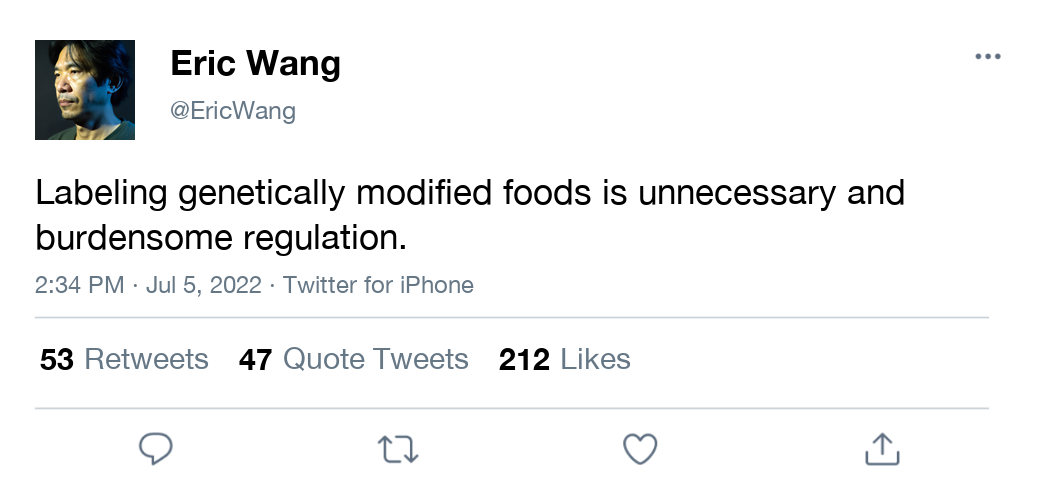 Eric Wang
@EricWang
Labeling genetically modified foods is unnecessary and
burdensome regulation.
2:34 PM · Jul 5, 2022 · Twitter for iPhone
53 Retweets 47 Quote Tweets 212 Likes